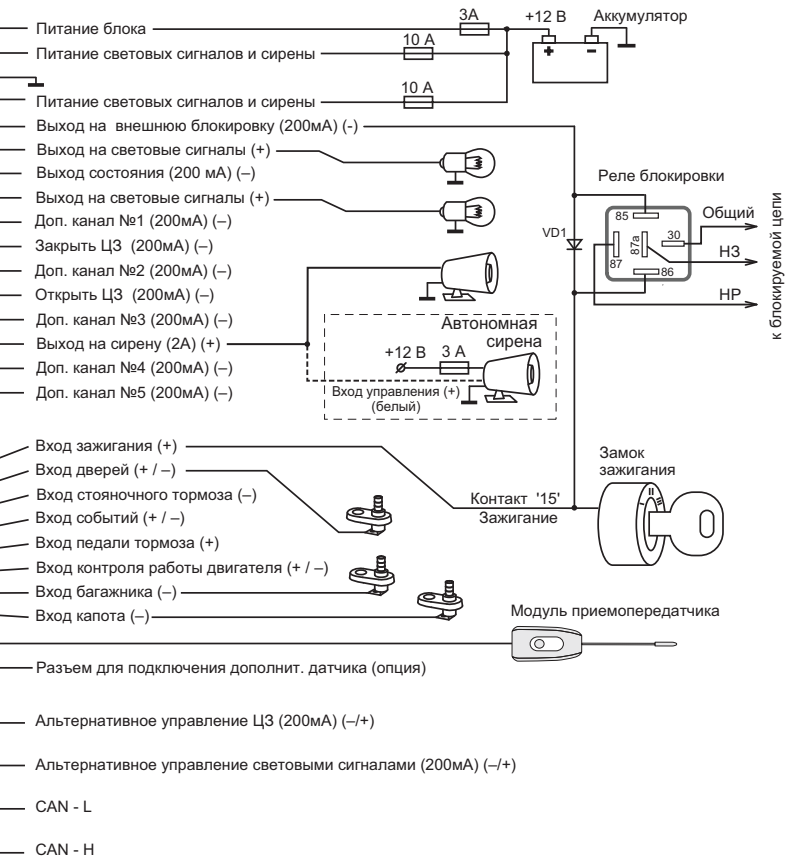 3А
+12 В
Аккумулятор
Питание блока
10 А
Питание световых сигналов и сирены
+
−
10 А
Питание световых сигналов и сирены
Выход на внешнюю блокировку (200мА) (-)
Выход на световые сигналы (+)
Выход состояния (200 мА) (–)
Реле блокировки
Выход на световые сигналы (+)
Доп. канал №1 (200мА) (–)
85
Общий
VD1
87
87а
30
Закрыть ЦЗ (200мА) (–)
НЗ
Доп. канал №2 (200мА) (–)
86
Открыть ЦЗ (200мА) (–)
НР
к блокируемой цепи
Доп. канал №3 (200мА) (–)
Автономная
сирена
Выход на сирену (2А) (+)
+12 В
3 А
Доп. канал №4 (200мА) (–)
Доп. канал №5 (200мА) (–)
Вход управления (+)
(белый)
Вход зажигания (+)
Замок
зажигания
Вход дверей (+ / –)
Вход стояночного тормоза (–)
Контакт '15'
Зажигание
I
II
III
Вход событий (+ / –)
Вход педали тормоза (+)
Вход контроля работы двигателя (+ / –)
Вход багажника (–)
Вход капота (–)
Модуль приемопередатчика
Разъем для подключения дополнит. датчика (опция)
Альтернативное управление ЦЗ (200мА) (–/+)
Альтернативное управление световыми сигналами (200мА) (–/+)
CAN - L
CAN - H